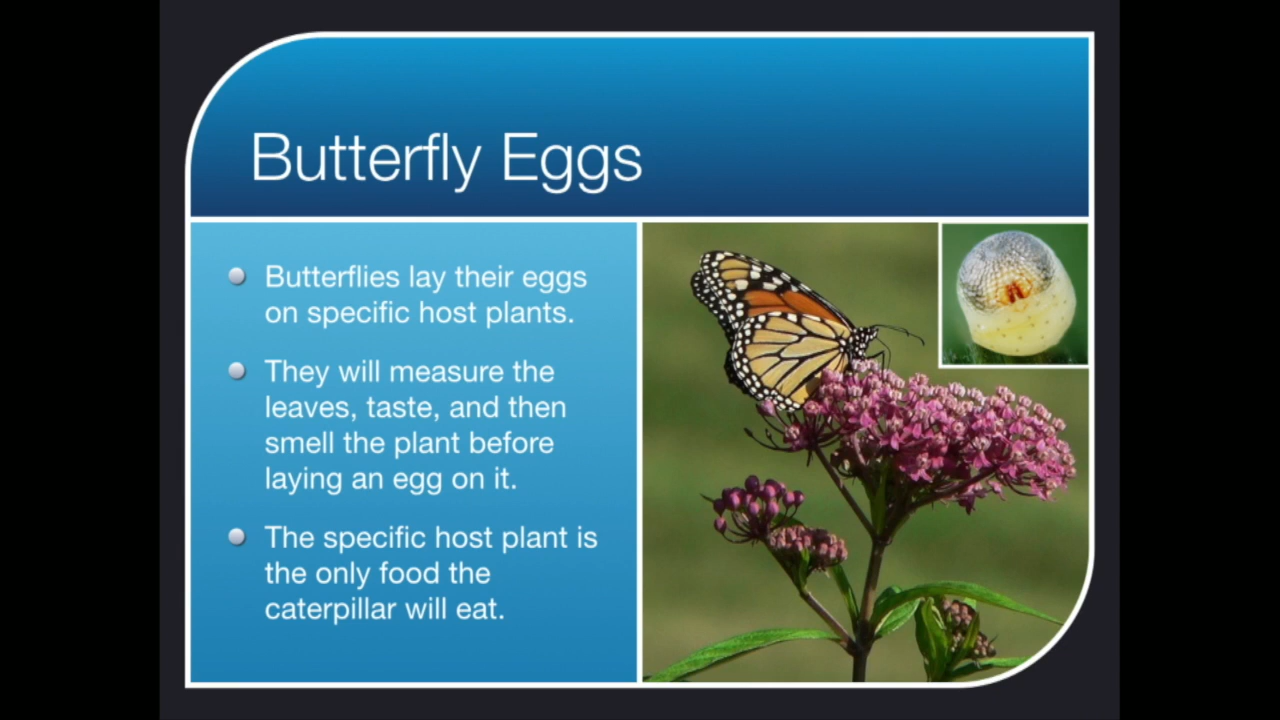 Butterfly Eggs
Butterflies lay their eggs
on specific host plants.
They will measure the
leaves, taste, and then
smell the plant before
laying an egg on it.
The specific host plant is
the only food the
caterpillar will eat.